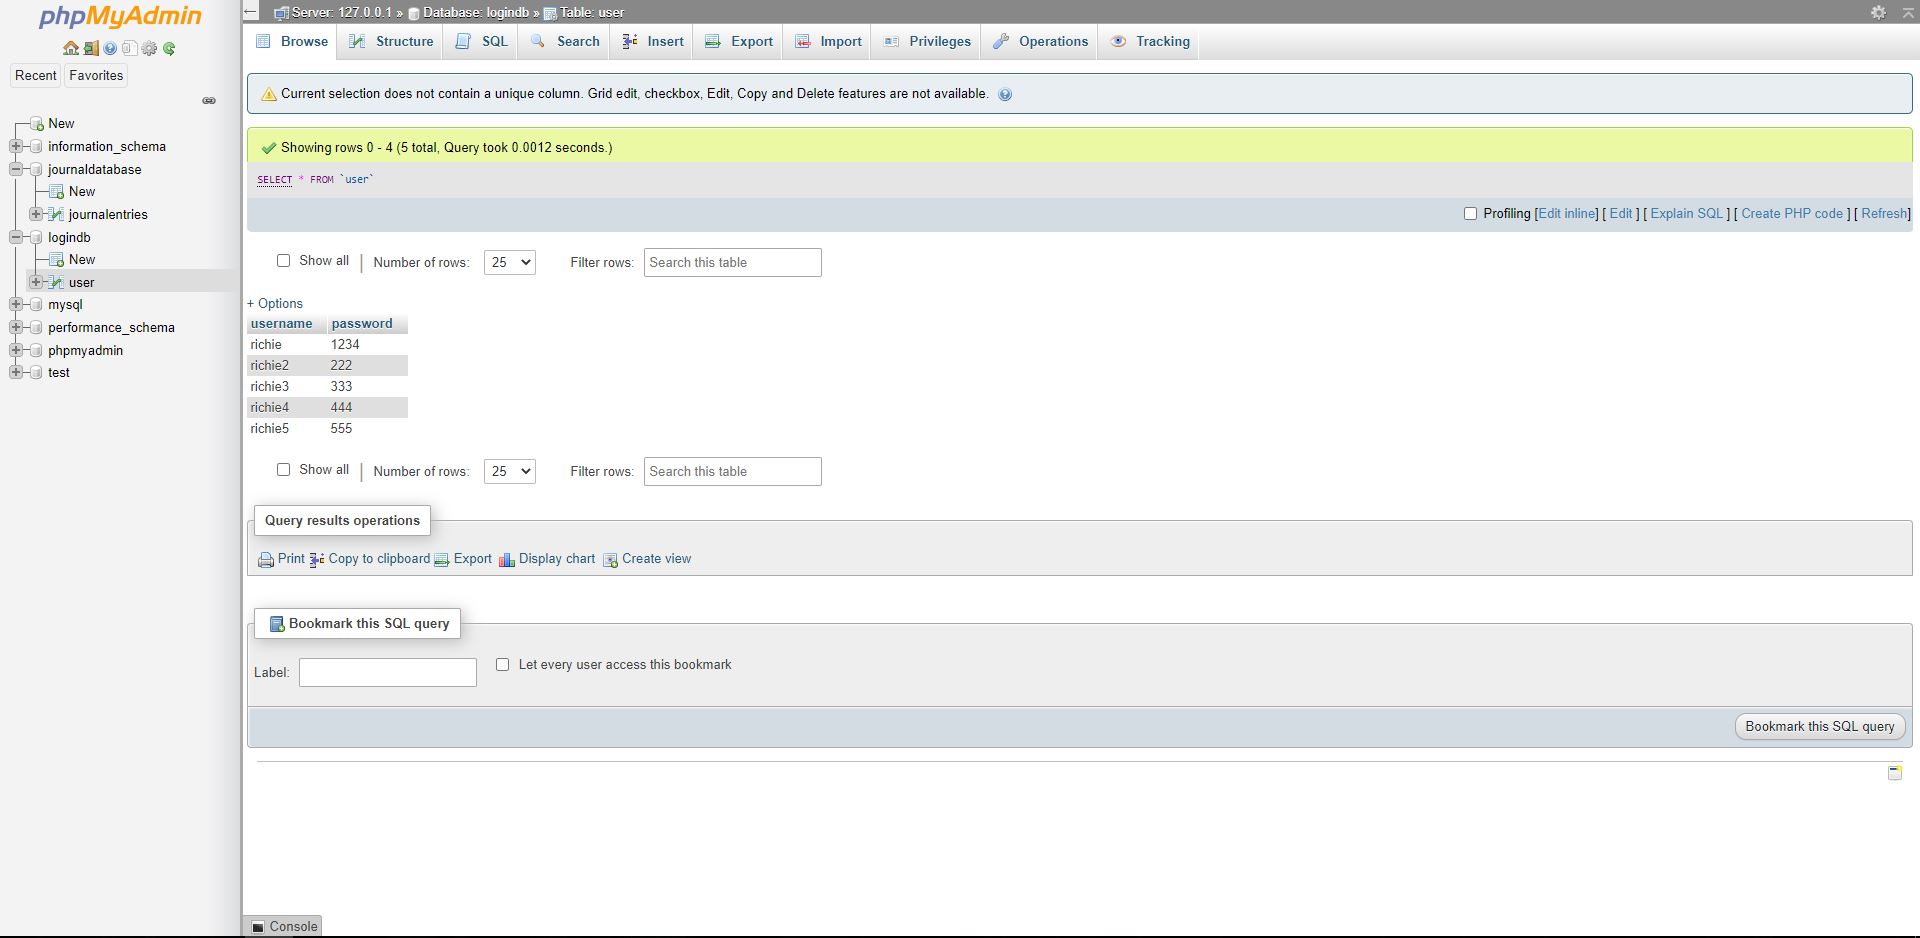 phpMyAdmin
Recent Favorites
New
information_schema
journaldatabase
New
journalentries
logindb
New
user
mysql
performance_schema
phpmyadmin
test
Server: 127.0.0.1 » Database: logindb » Table: user
Browse Structure SQL Search Insert Export Import Privileges Operations Tracking
Current selection does not contain a unique column. Grid edit, checkbox, Edit, Copy and Delete features are not available.
Showing rows 0 - 4 (5 total, Query took 0.0012 seconds.)
SELECT * FROM `user`
Profiling [Edit inline] [ Edit ] [ Explain SQL ] [ Create PHP code ] [ Refresh]
Show all | Number of rows: 25 Filter rows: Search this table
+ Options
username password
richie 1234
richie2 222
richie3 333
richie4 444
richie5 555
Show all | Number of rows: 25 Filter rows: Search this table
Query results operations
Print Copy to clipboard Export Display chart Create view
Bookmark this SQL query
Label: Let every user access this bookmark
Bookmark this SQL query
Console